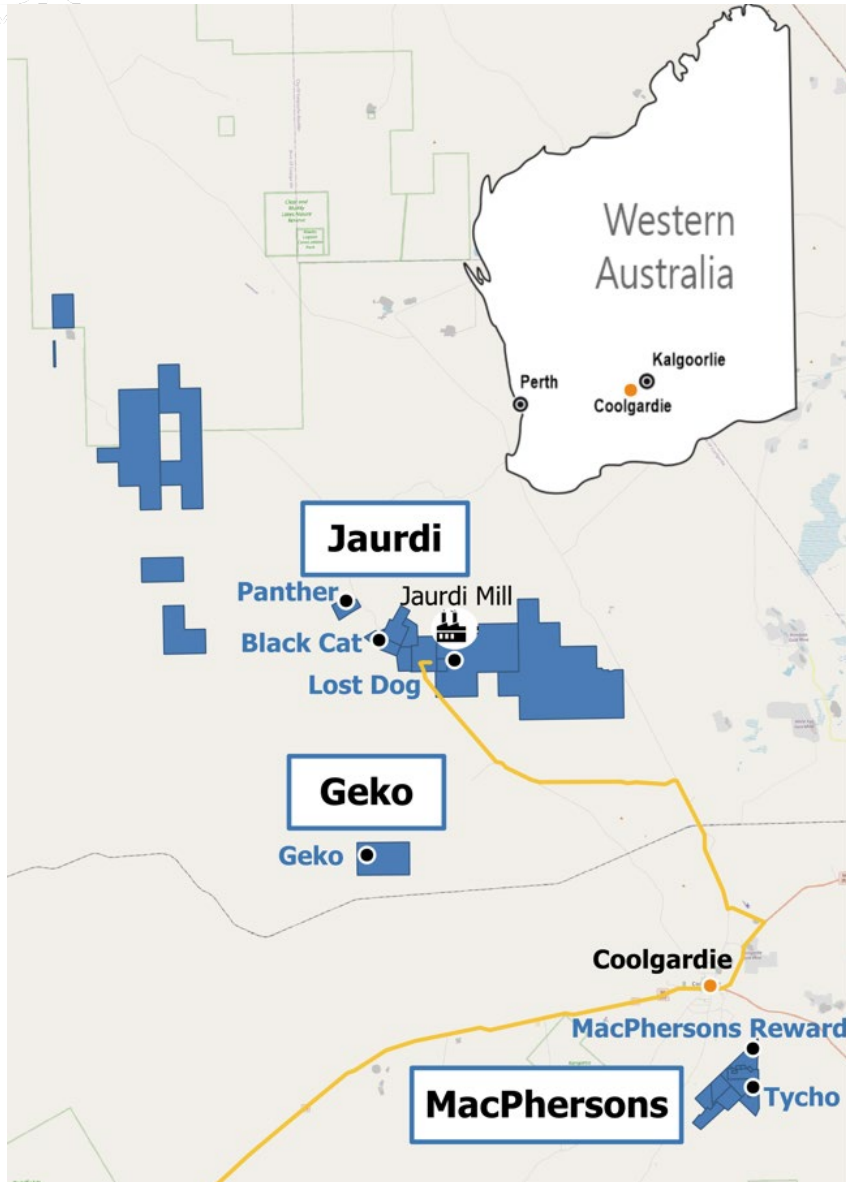 Western
Australia
Kalgoorlie
Perth
Coolgardie
Jaurdi
Panther
Jaurdi Mill
Black Cat
Lost Dog
Geko
Geko
Coolgardie
MacPhersons Reward
MacPhersons
Tycho